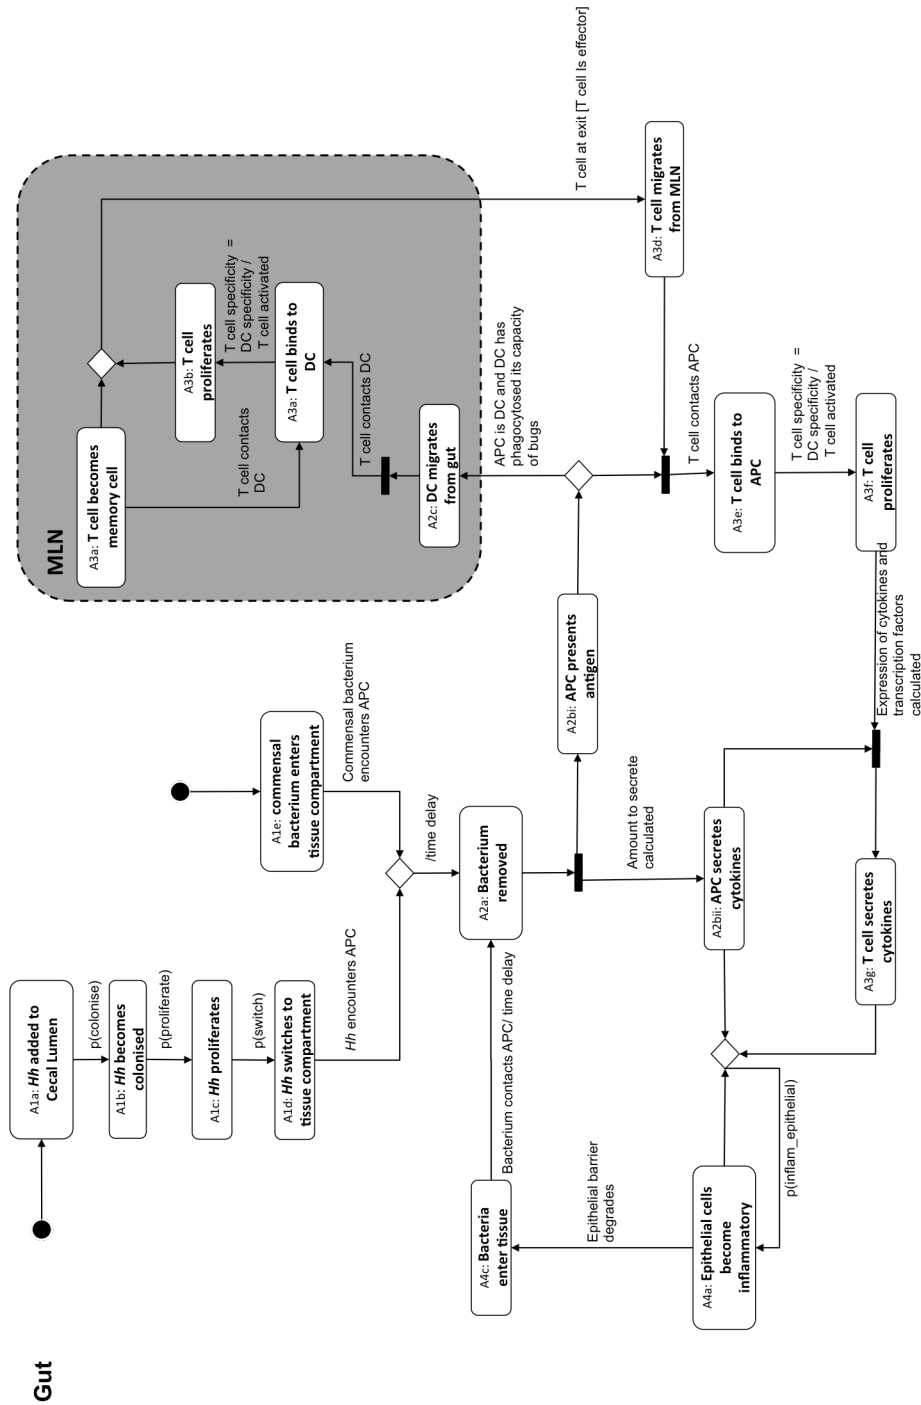 Gut
A1a: Hh added to
Cecal Lumen
p(colonise)
A1b: Hh becomes
colonised
p(proliferate)
A1c: Hh proliferates
p(switch)
A1d: Hh switches to
tissue compartment
Hh encounters APC
A1e: commensal
bacterium enters
tissue compartment
Commensal bacterium
encounters APC
/time delay
A2a: Bacterium
removed
Bacterium contacts APC/ time delay
A4c: Bacteria
enter tissue
Epithelial barrier
degrades
A4a: Epithelial cells
become
inflammatory
p(inflam_epithelial)
Amount to secrete
calculated
A2bii: APC secretes
cytokines
A3g: T cell secretes
cytokines
A2bi: APC presents
antigen
APC is DC and DC has
phagocytosed its capacity
of bugs
MLN
A3a: T cell becomes
memory cell
T cell contacts
DC
A3b: T cell
proliferates
T cell specificity =
DC specificity /
T cell activated
A3a: T cell binds to
DC
T cell contacts DC
A2c: DC migrates
from gut
T cell at exit [T cell Is effector]
A3d: T cell migrates
from MLN
T cell contacts APC
A3e: T cell binds to
APC
T cell specificity =
DC specificity /
T cell activated
A3f: T cell
proliferates
Expression of cytokines and
transcription factors
calculated